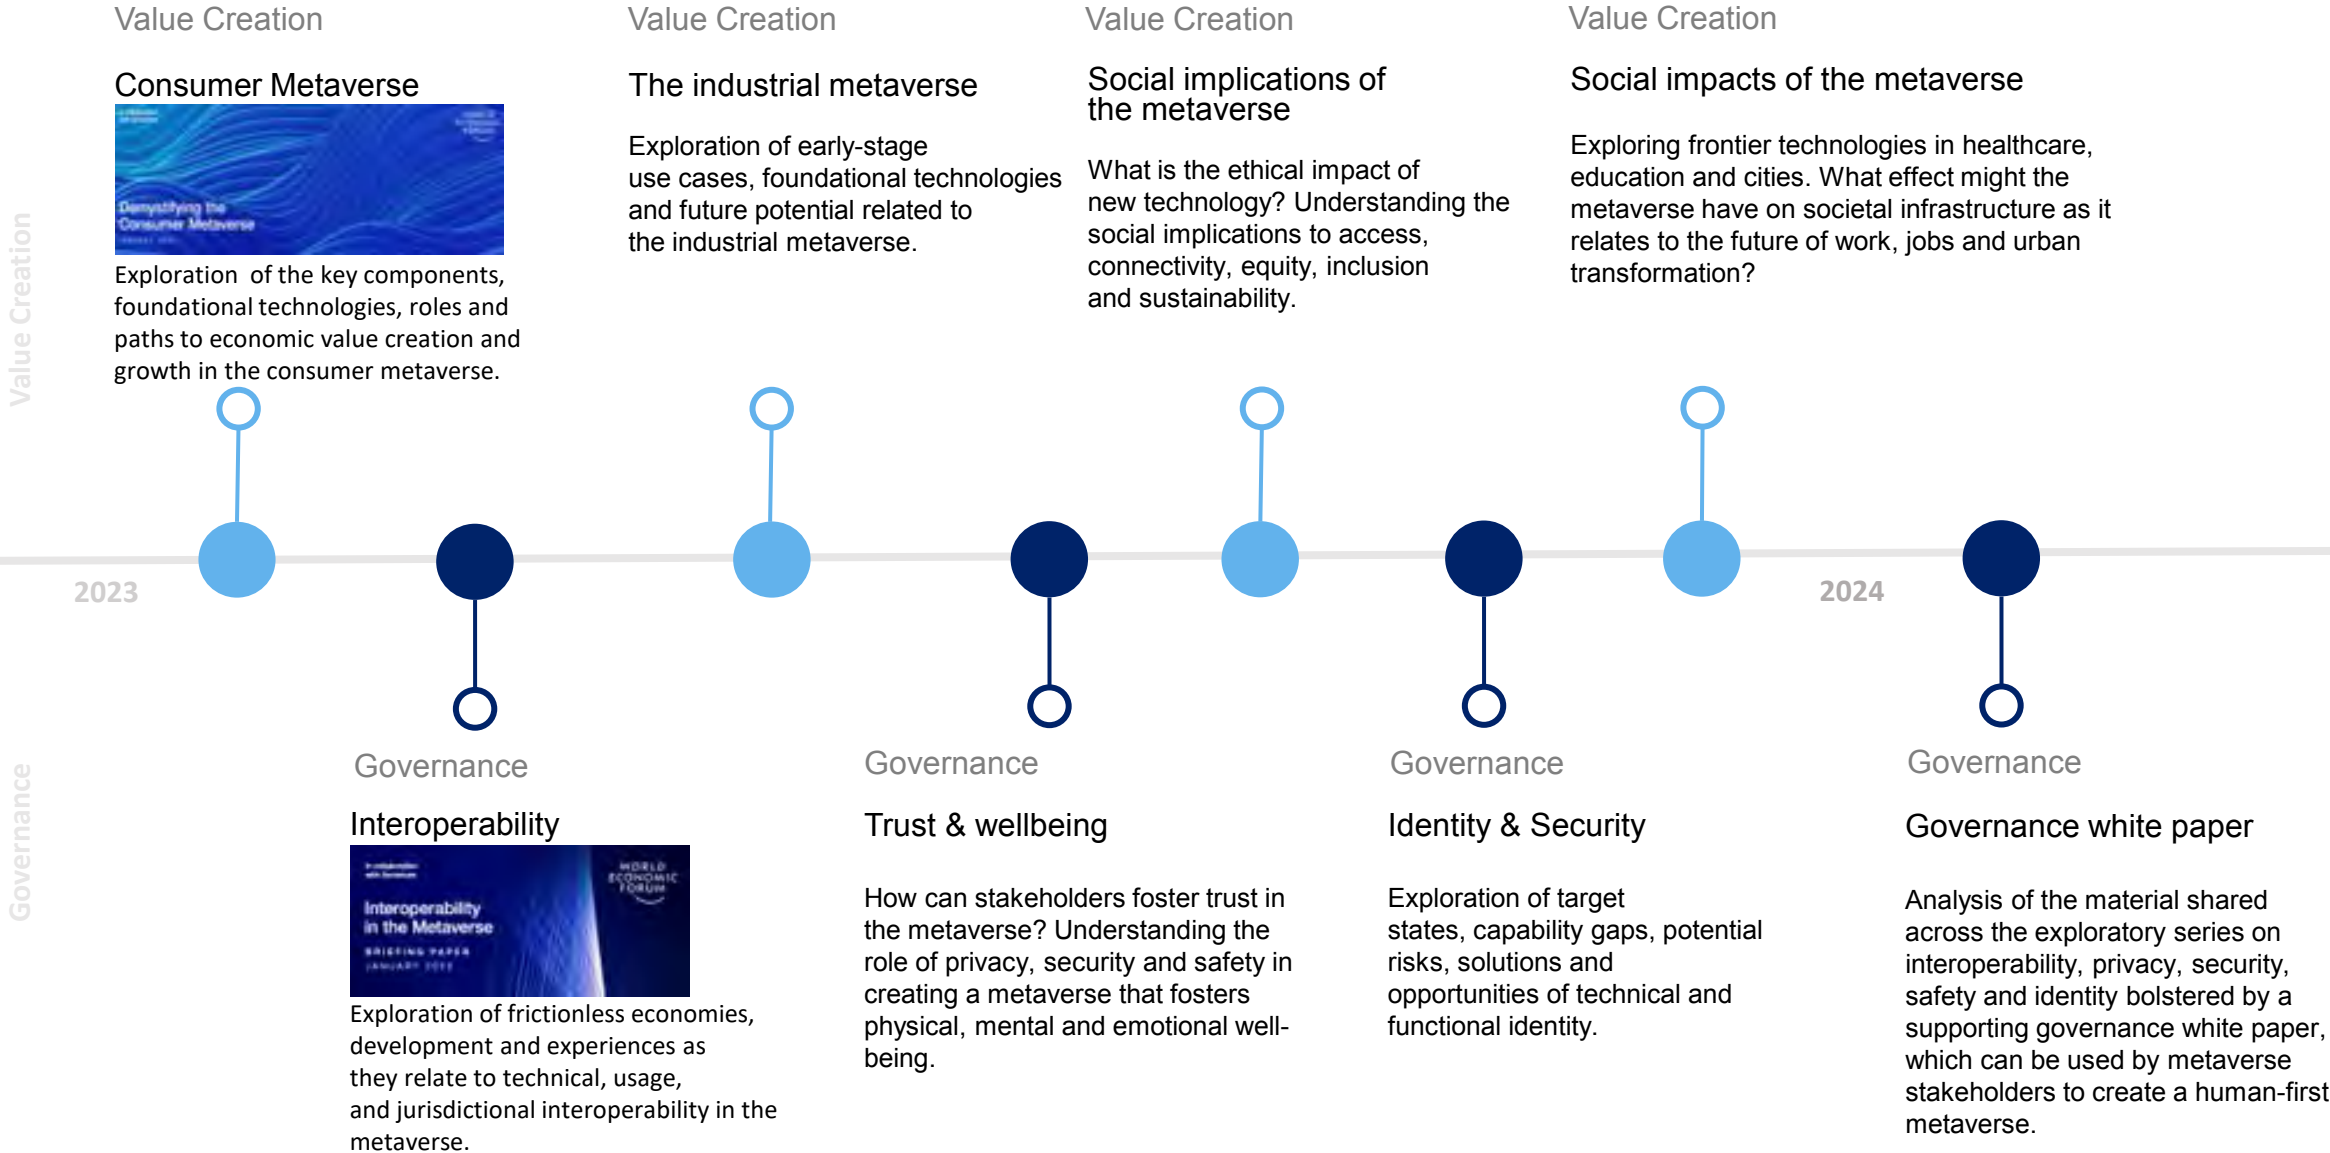 Value Creation
Consumer Metaverse
Demystifying the
Consumer Metaverse
Exploration of the key components,
foundational technologies, roles and
paths to economic value creation and
growth in the consumer metaverse.
Value Creation
The industrial metaverse
Exploration of early-stage
use cases, foundational technologies
and future potential related to
the industrial metaverse.
Value Creation
Social implications of
the metaverse
What is the ethical impact of
new technology? Understanding the
social implications to access,
connectivity, equity, inclusion
and sustainability.
Value Creation
Social impacts of the metaverse
Exploring frontier technologies in healthcare,
education and cities. What effect might the
metaverse have on societal infrastructure as it
relates to the future of work, jobs and urban
transformation?
Value Creation
2023
2024
Governance
Governance
Interoperability
In collaboration
with Accenture
WORLD
ECONOMIC
FORUM
Interoperability
in the Metaverse
BRIEFING PAPER
JANUARY 2023
Exploration of frictionless economies,
development and experiences as
they relate to technical, usage,
and jurisdictional interoperability in the
metaverse.
Governance
Trust & wellbeing
How can stakeholders foster trust in
the metaverse? Understanding the
role of privacy, security and safety in
creating a metaverse that fosters
physical, mental and emotional well-
being.
Governance
Identity & Security
Exploration of target
states, capability gaps, potential
risks, solutions and
opportunities of technical and
functional identity.
Governance
Governance white paper
Analysis of the material shared
across the exploratory series on
interoperability, privacy, security,
safety and identity bolstered by a
supporting governance white paper,
which can be used by metaverse
stakeholders to create a human-first
metaverse.